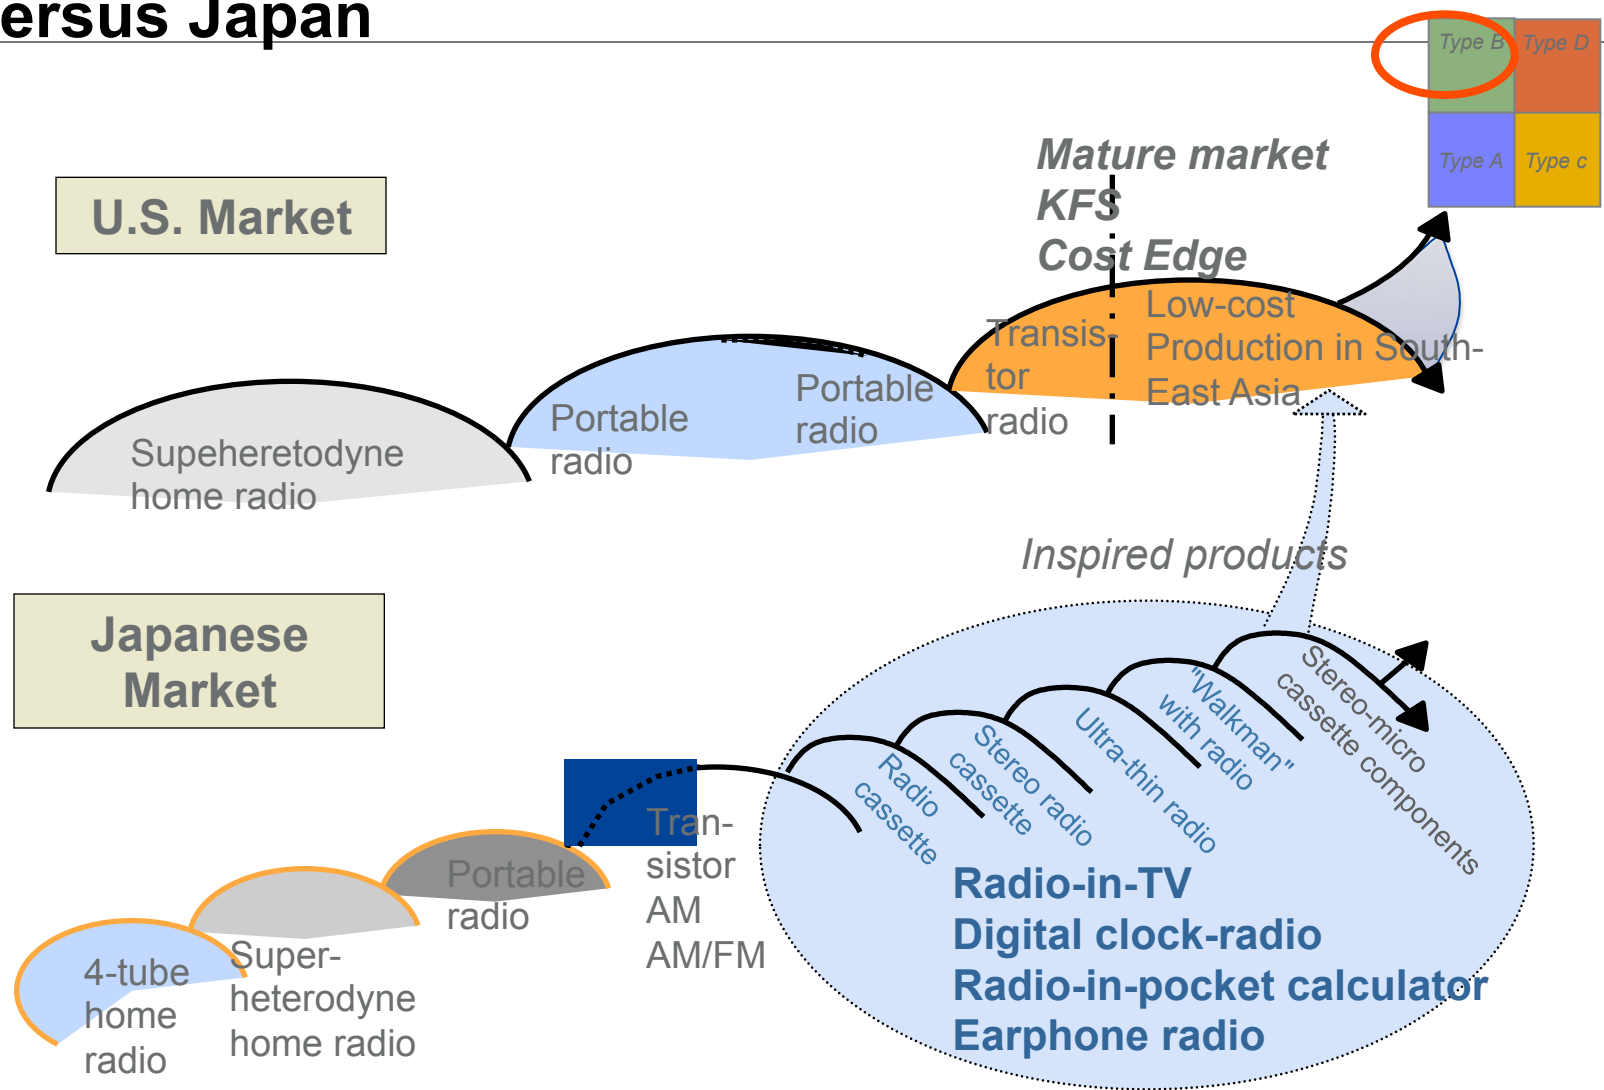 ersus Japan
Type B
Type D
Type A
Type c
Mature market
KFS
Cost Edge
U.S. Market
Low-cost
Production in South-
East Asia
Transis-
tor
radio
Portable
radio
Portable
radio
Supeheretodyne
home radio
Inspired products
Japanese
Market
Stereo-micro
cassette components
"Walkman"
with radio
Ultra-thin radio
Stereo radio
cassette
Radio
cassette
Tran-
sistor
AM
AM/FM
Portable
radio
Super-
heterodyne
home radio
4-tube
home
radio
Radio-in-TV
Digital clock-radio
Radio-in-pocket calculator
Earphone radio